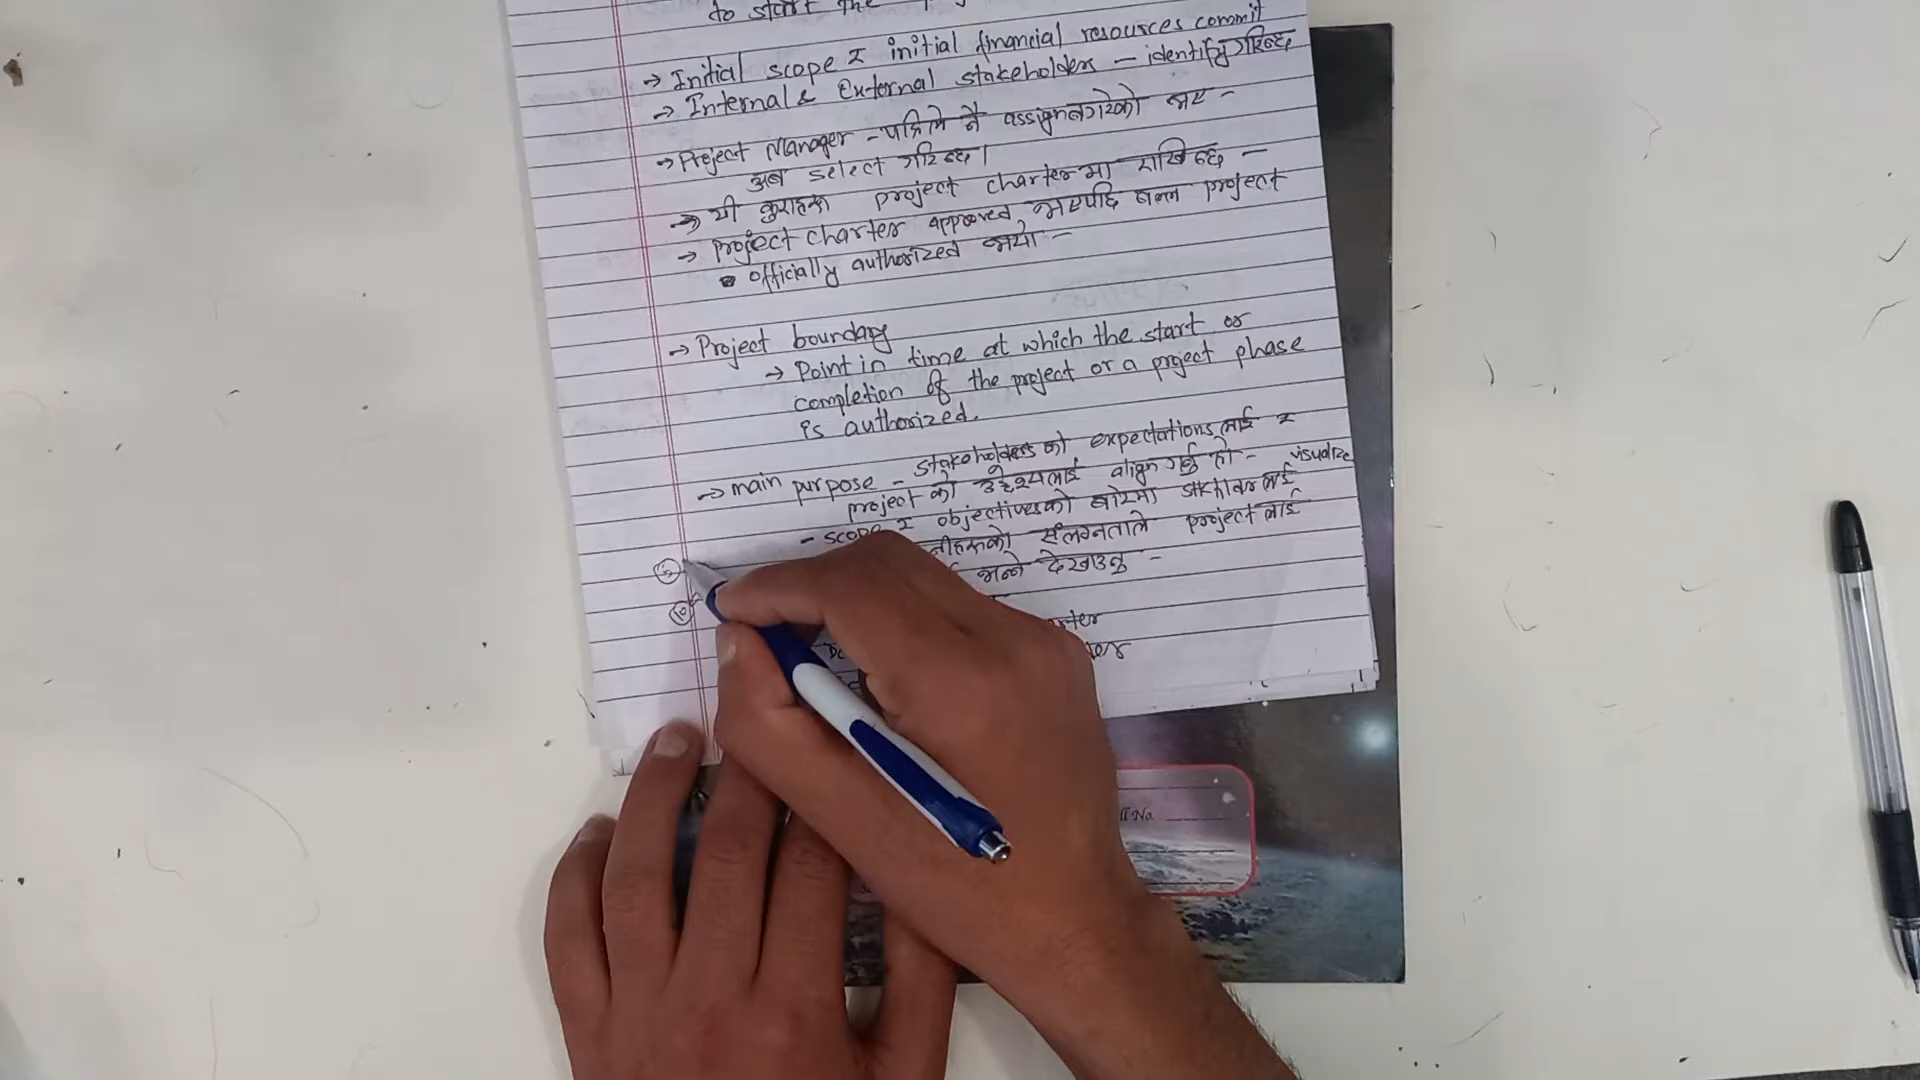 to start the
→ Initial scope र initial financial resources commit
→ Internal & External stakeholders - identify गरिन्छ
→ Project Manager - पहिले नै assign नगरेको भए -
अब select गरिन्छ।
→ यी कुराहरू project charter मा राखिन्छ -
→ Project charter approved भएपछि बल्ल project
officially authorized भयो -
→ Project boundary
→ Point in time at which the start or
completion of the project or a project phase
is authorized.
→ main purpose - stakeholders को expectations लाई र
project को उद्देश्यलाई align गर्नु हो -
- scope र objectives को बारेमा लाई visualize
संलग्नताले project लाई
भन्ने देखाउनु -
ll No.